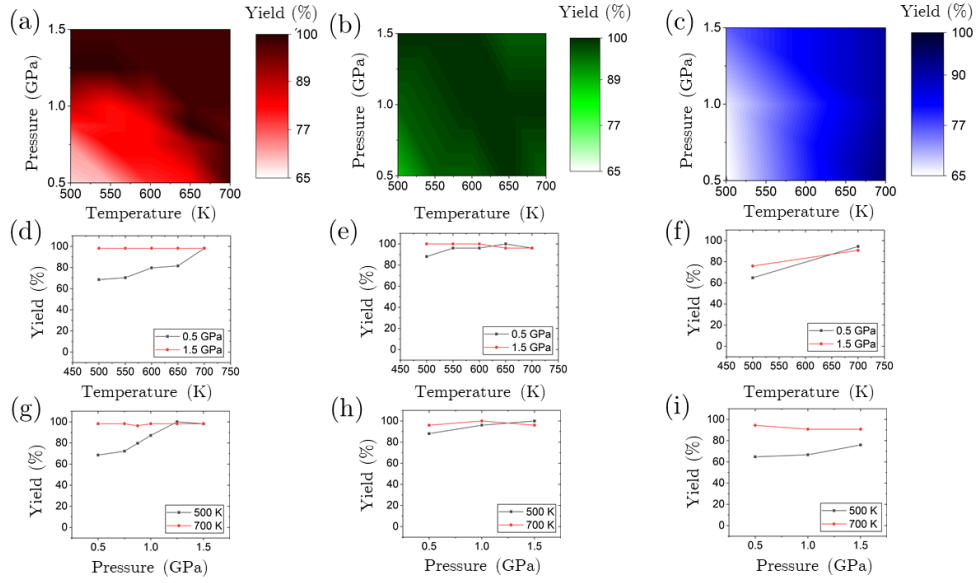 (a)
Yield (%)
1.5
1.0
0.5
Pressure (GPa)
500 550 600 650 700
Temperature (K)
100
89
77
65
(b)
Yield (%)
1.5
1.0
0.5
Pressure (GPa)
500 550 600 650 700
Temperature (K)
100
89
77
65
(c)
Yield (%)
1.5
1.0
0.5
Pressure (GPa)
500 550 600 650 700
Temperature (K)
100
90
77
65
(d)
100
80
60
40
20
0
Yield (%)
0.5 GPa
1.5 GPa
450 500 550 600 650 700 750
Temperature (K)
(e)
100
80
60
40
20
0
Yield (%)
0.5 GPa
1.5 GPa
450 500 550 600 650 700 750
Temperature (K)
(f)
100
80
60
40
20
0
Yield (%)
0.5 GPa
1.5 GPa
450 500 550 600 650 700 750
Temperature (K)
(g)
100
80
60
40
20
0
Yield (%)
500 K
700 K
0.5 1.0 1.5
Pressure (GPa)
(h)
100
80
60
40
20
0
Yield (%)
500 K
700 K
0.5 1.0 1.5
Pressure (GPa)
(i)
100
80
60
40
20
0
Yield (%)
500 K
700 K
0.5 1.0 1.5
Pressure (GPa)